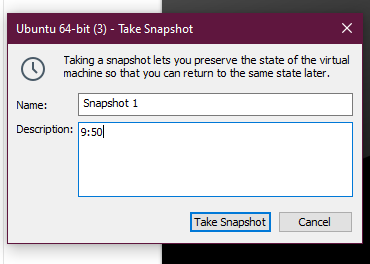 Ubuntu 64-bit (3) - Take Snapshot
Taking a snapshot lets you preserve the state of the virtual
machine so that you can return to the same state later.
Name: Snapshot 1
Description: 9:50
Take Snapshot Cancel